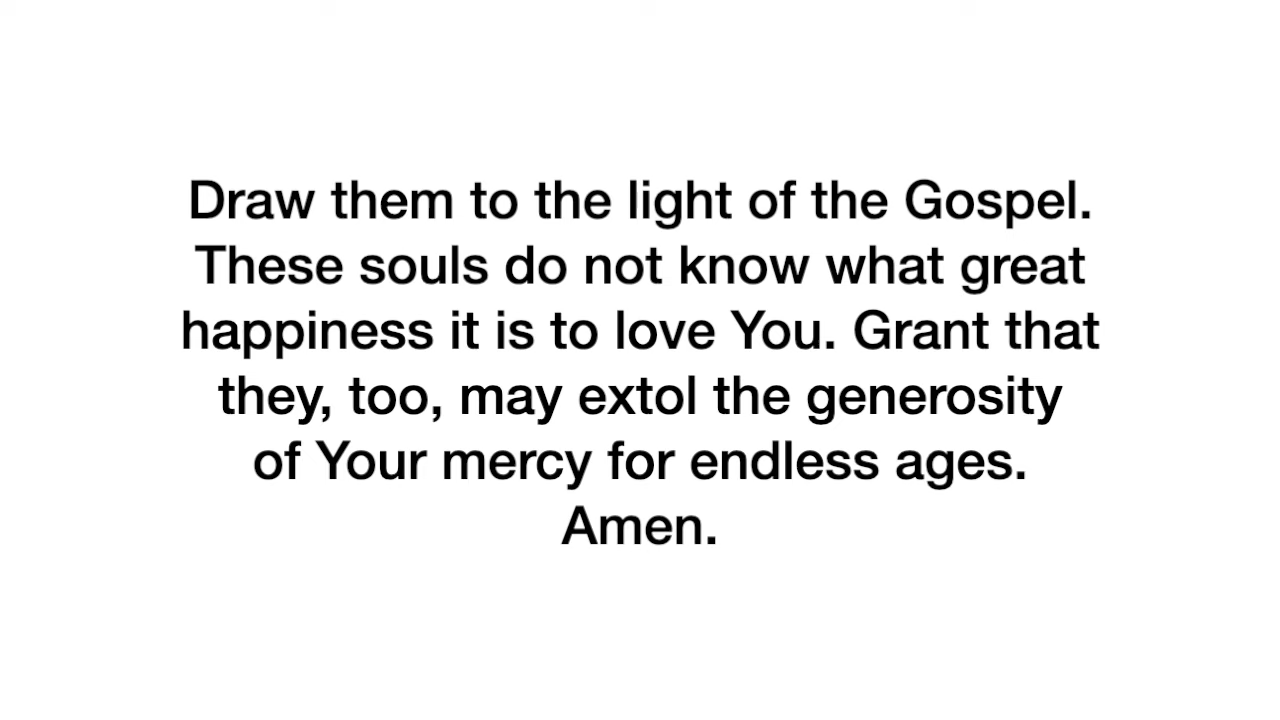 Draw them to the light of the Gospel.
These souls do not know what great
happiness it is to love You. Grant that
they, too, may extol the generosity
of Your mercy for endless ages.
Amen.